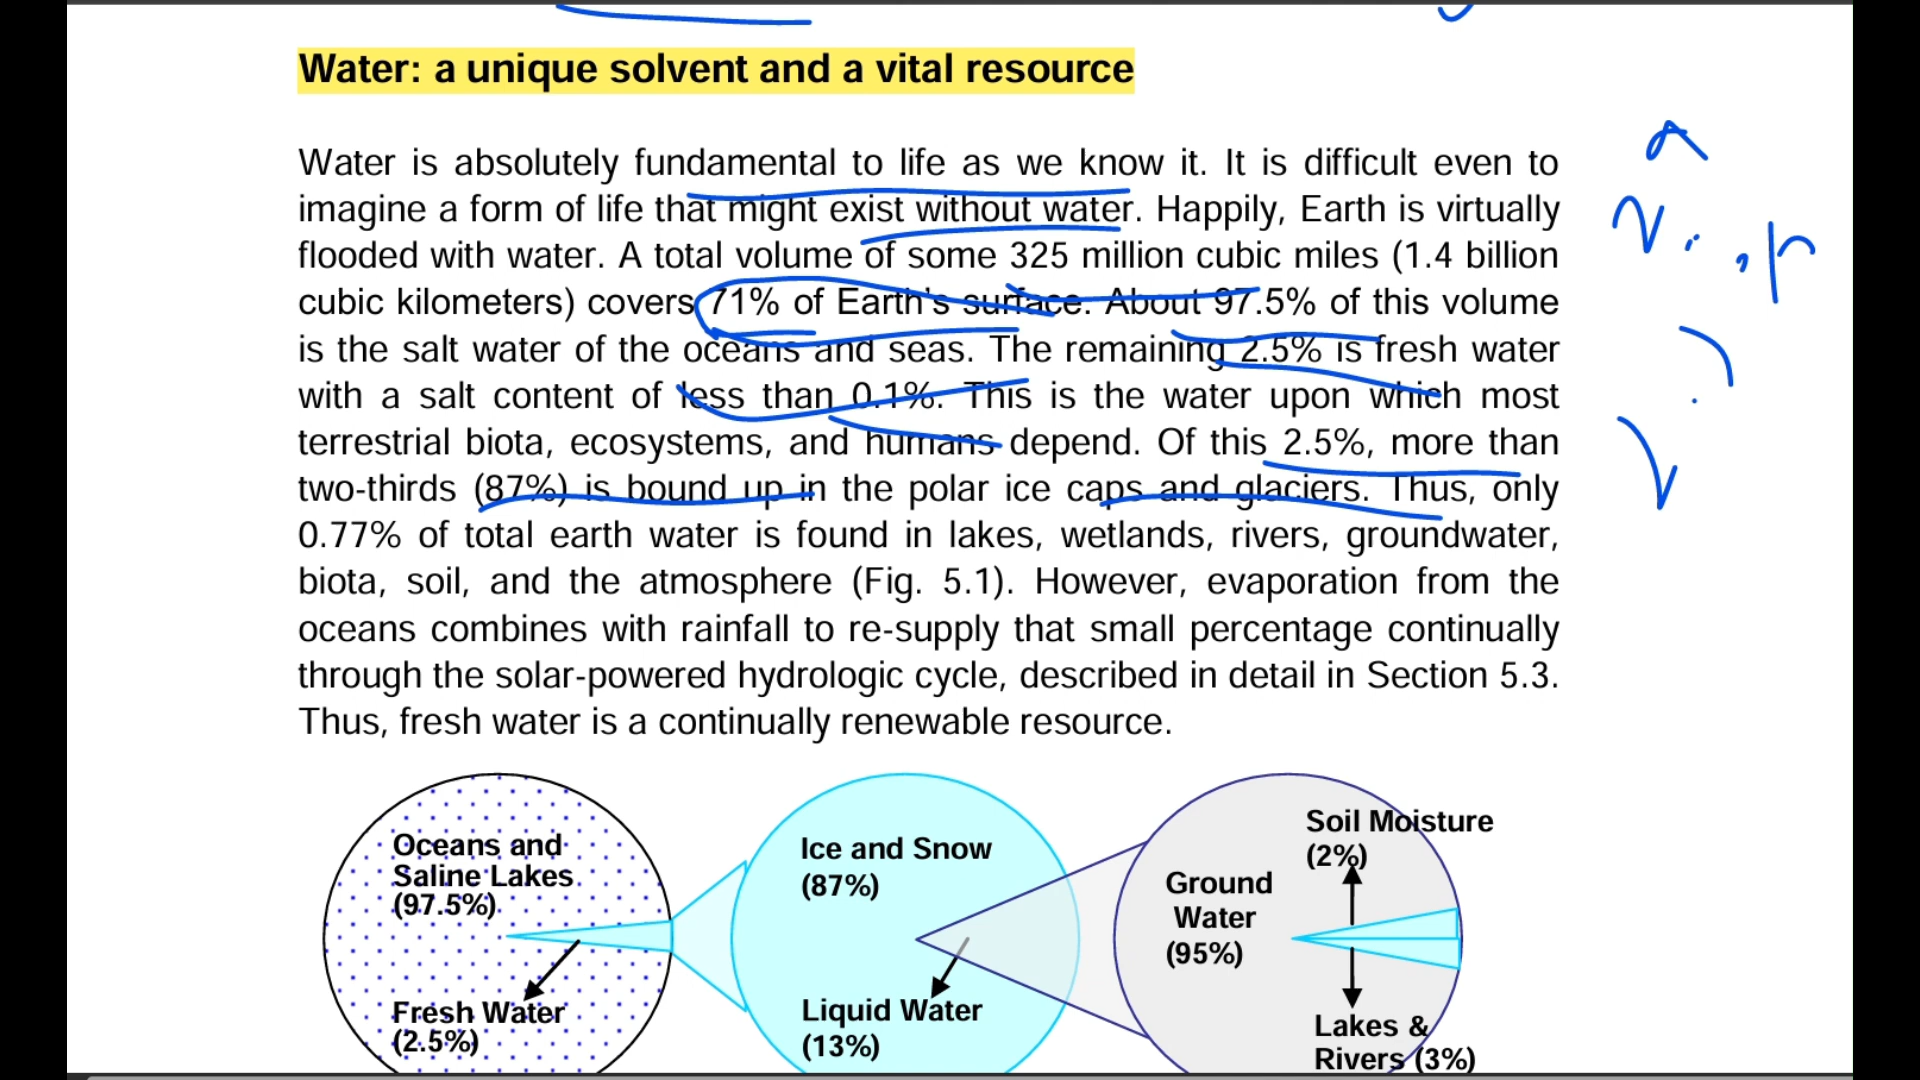 Water: a unique solvent and a vital resource
Water is absolutely fundamental to life as we know it. It is difficult even to
imagine a form of life that might exist without water. Happily, Earth is virtually
flooded with water. A total volume of some 325 million cubic miles (1.4 billion
cubic kilometers) covers 71% of Earth's surface. About 97.5% of this volume
is the salt water of the oceans and seas. The remaining 2.5% is fresh water
with a salt content of less than 0.1%. This is the water upon which most
terrestrial biota, ecosystems, and humans depend. Of this 2.5%, more than
two-thirds (87%) is bound up in the polar ice caps and glaciers. Thus, only
0.77% of total earth water is found in lakes, wetlands, rivers, groundwater,
biota, soil, and the atmosphere (Fig. 5.1). However, evaporation from the
oceans combines with rainfall to re-supply that small percentage continually
through the solar-powered hydrologic cycle, described in detail in Section 5.3.
Thus, fresh water is a continually renewable resource.
Oceans and
Saline Lakes
(97.5%)
Fresh Water
(2.5%)
Ice and Snow
(87%)
Liquid Water
(13%)
Soil Moisture
(2%)
Ground
Water
(95%)
Lakes &
Rivers (3%)